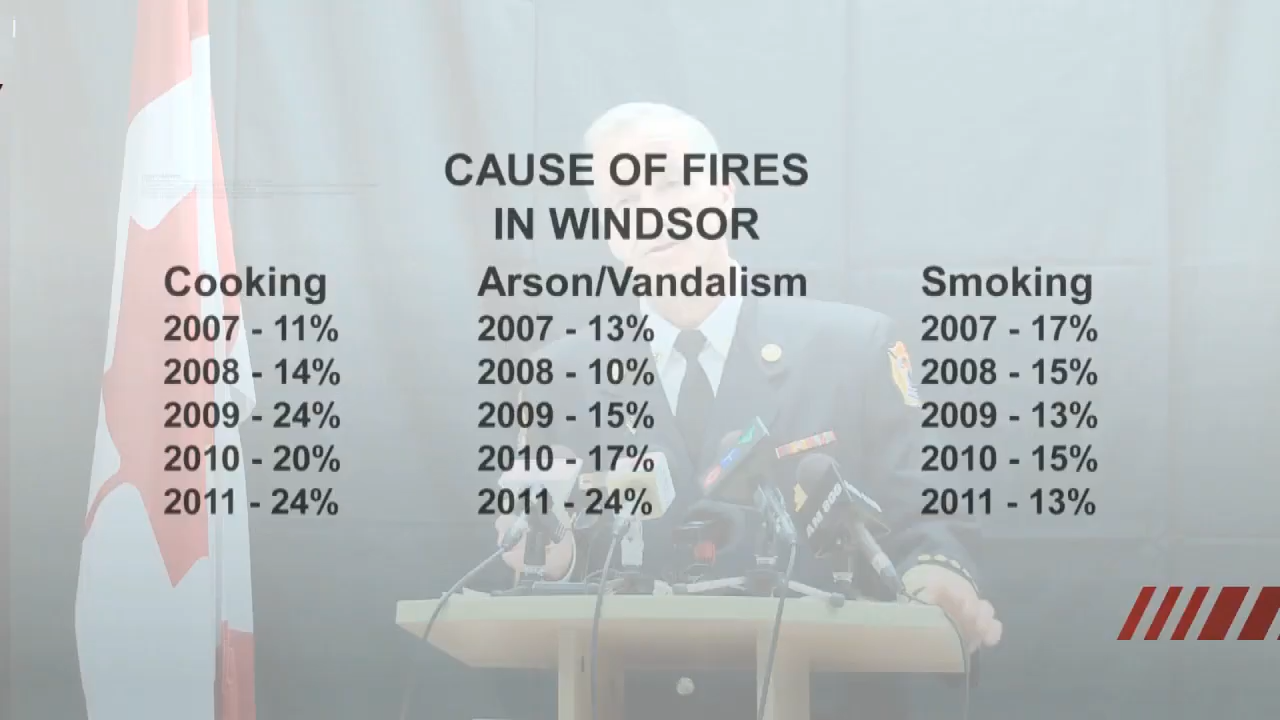 CAUSE OF FIRES
IN WINDSOR
Cooking
2007 - 11%
2008 - 14%
2009 - 24%
2010 - 20%
2011 - 24%
Arson/Vandalism
2007 - 13%
2008 - 10%
2009 - 15%
2010 - 17%
2011 - 24%
Smoking
2007 - 17%
2008 - 15%
2009 - 13%
2010 - 15%
2011 - 13%
AM 800